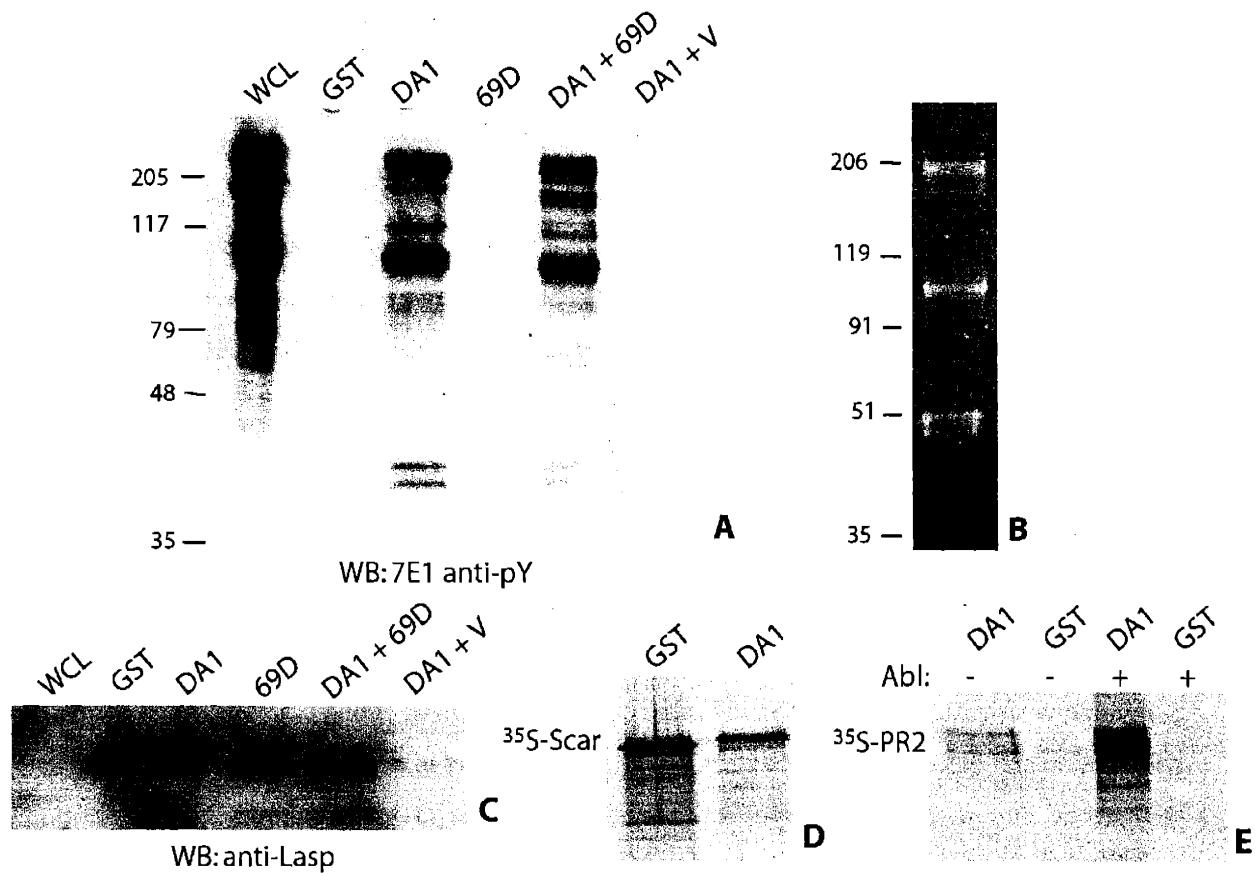 WCL GST DA1 69D DA1 + 69D DA1 + V
205 —
117 —
79 —
48 —
35 —
A
WB: 7E1 anti-pY
206 —
119 —
91 —
51 —
35 —
B
WCL GST DA1 69D DA1 + 69D DA1 + V
C
WB: anti-Lasp
GST DA1
³⁵S-Scar
D
DA1 GST DA1 GST
Abl: - - + +
³⁵S-PR2
E